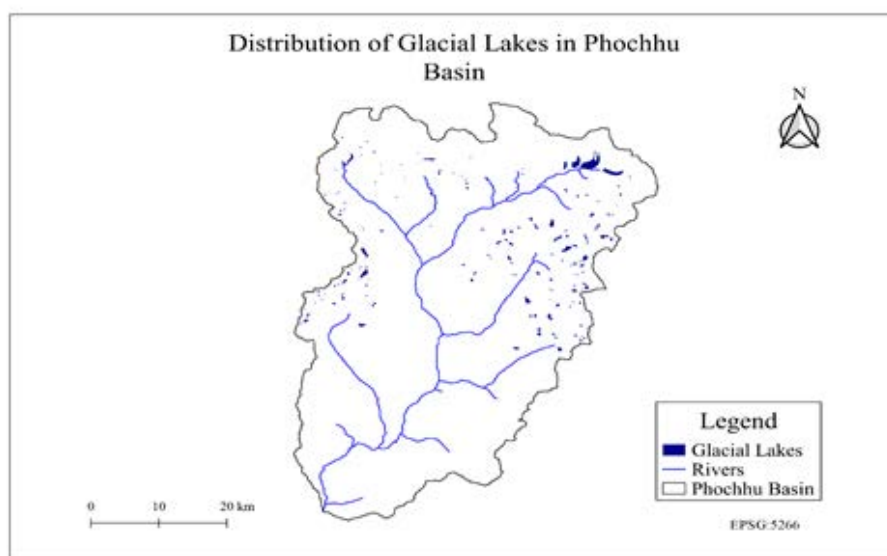 Distribution of Glacial Lakes in Phochhu
Basin
N
Legend
Glacial Lakes
Rivers
Phochhu Basin
0 10 20 km
EPSG:5266